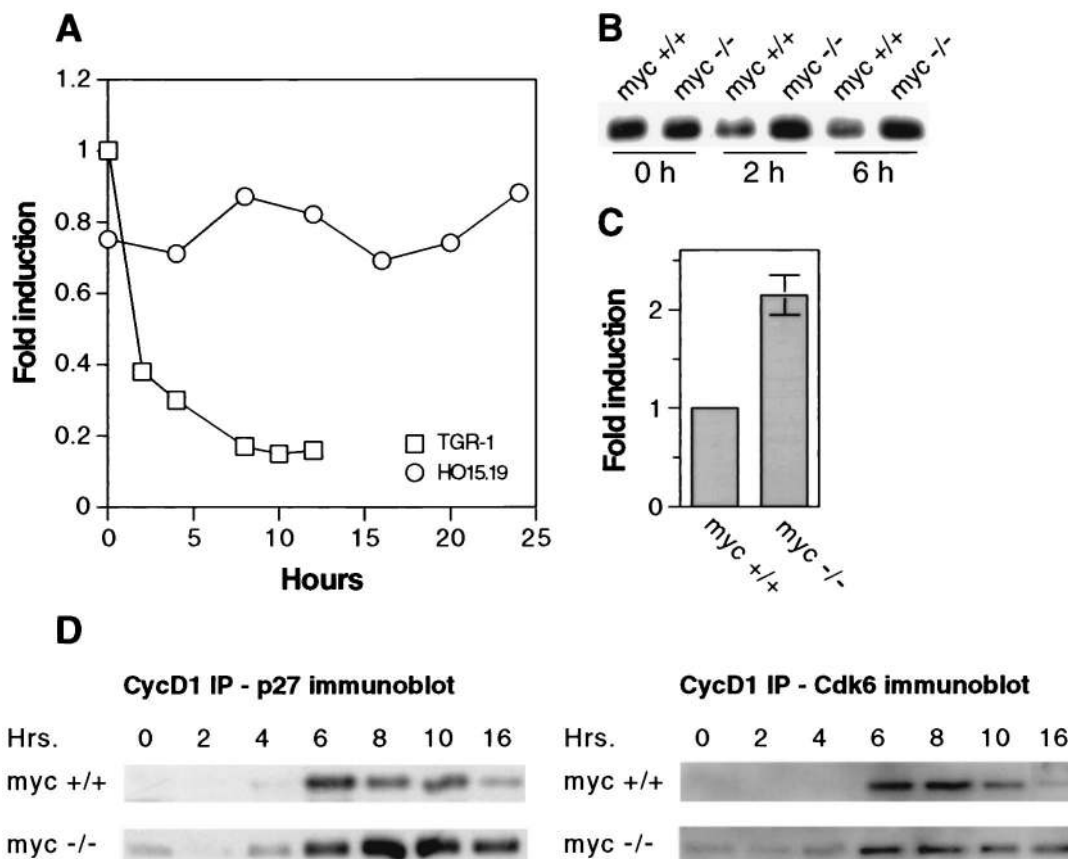 A
Fold induction
1.2
1
0.8
0.6
0.4
0.2
0
0 5 10 15 20 25
Hours
TGR-1
HO15.19
B
myc +/+ myc -/- myc +/+ myc -/- myc +/+ myc -/-
0 h 2 h 6 h
C
Fold induction
2
1
0
myc +/+ myc -/-
D
CycD1 IP - p27 immunoblot
Hrs. 0 2 4 6 8 10 16
myc +/+
myc -/-
CycD1 IP - Cdk6 immunoblot
Hrs. 0 2 4 6 8 10 16
myc +/+
myc -/-